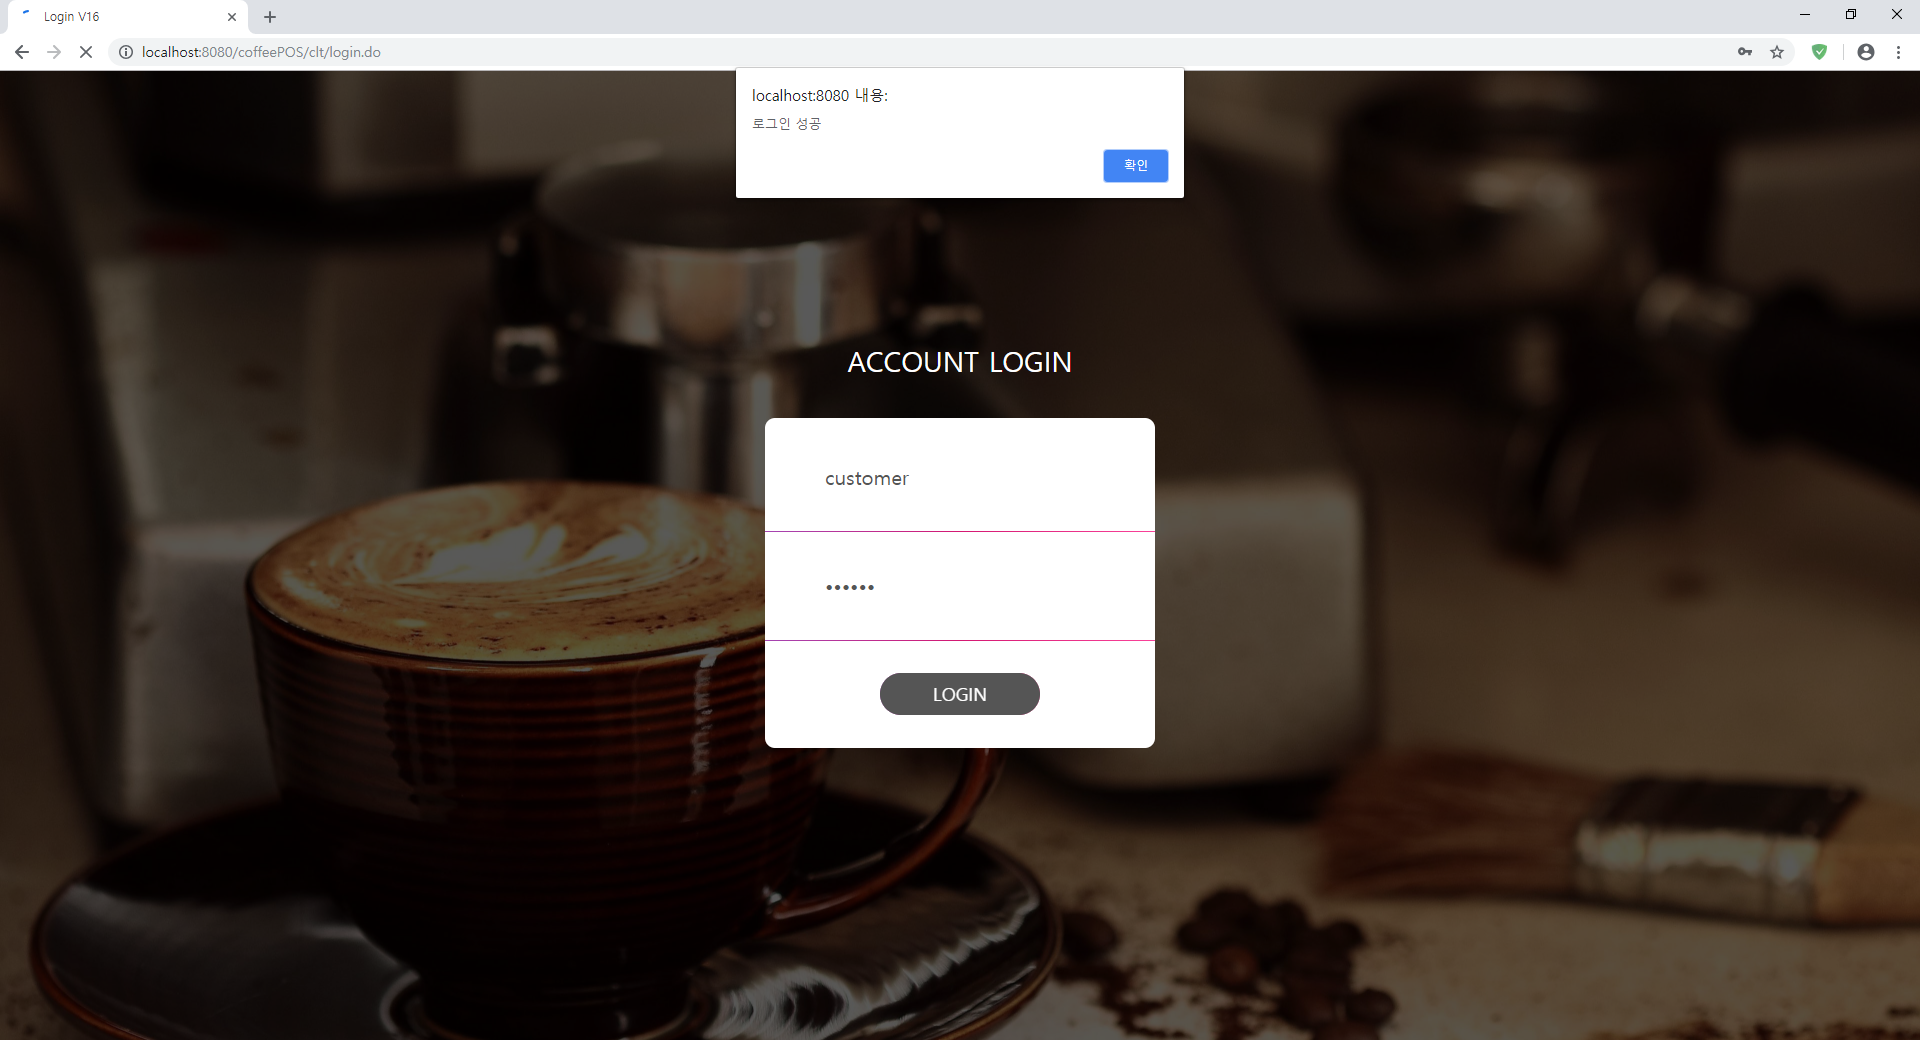 Login V16
localhost:8080/coffeePOS/clt/login.do
localhost:8080 내용:
로그인 성공
확인
ACCOUNT LOGIN
customer
••••••
LOGIN